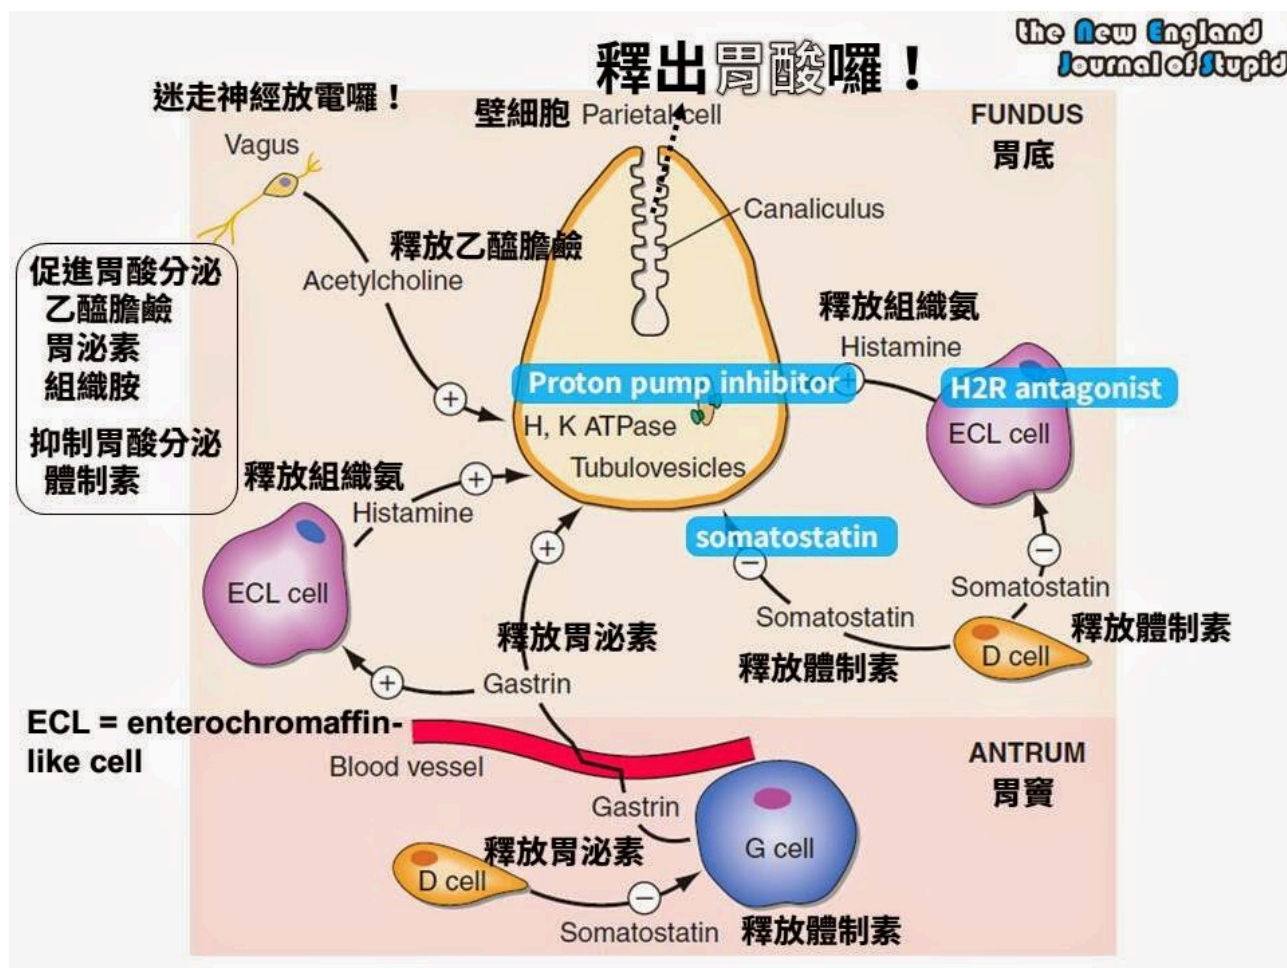 the New England
Journal of Stupid
釋出胃酸囉！
迷走神經放電囉！
Vagus
壁細胞 Parietal cell
FUNDUS
胃底
Canaliculus
釋放乙醯膽鹼
Acetylcholine
促進胃酸分泌
乙醯膽鹼
胃泌素
組織胺
抑制胃酸分泌
體制素
釋放組織氨
Histamine
Proton pump inhibitor
+
H2R antagonist
ECL cell
+
H, K ATPase
Tubulovesicles
釋放組織氨
+
Histamine
somatostatin
+
−
−
ECL cell
Somatostatin
Somatostatin
釋放體制素
D cell
釋放胃泌素
釋放體制素
+
Gastrin
ECL = enterochromaffin-
like cell
Blood vessel
ANTRUM
胃竇
Gastrin
G cell
釋放胃泌素
D cell
−
Somatostatin
釋放體制素